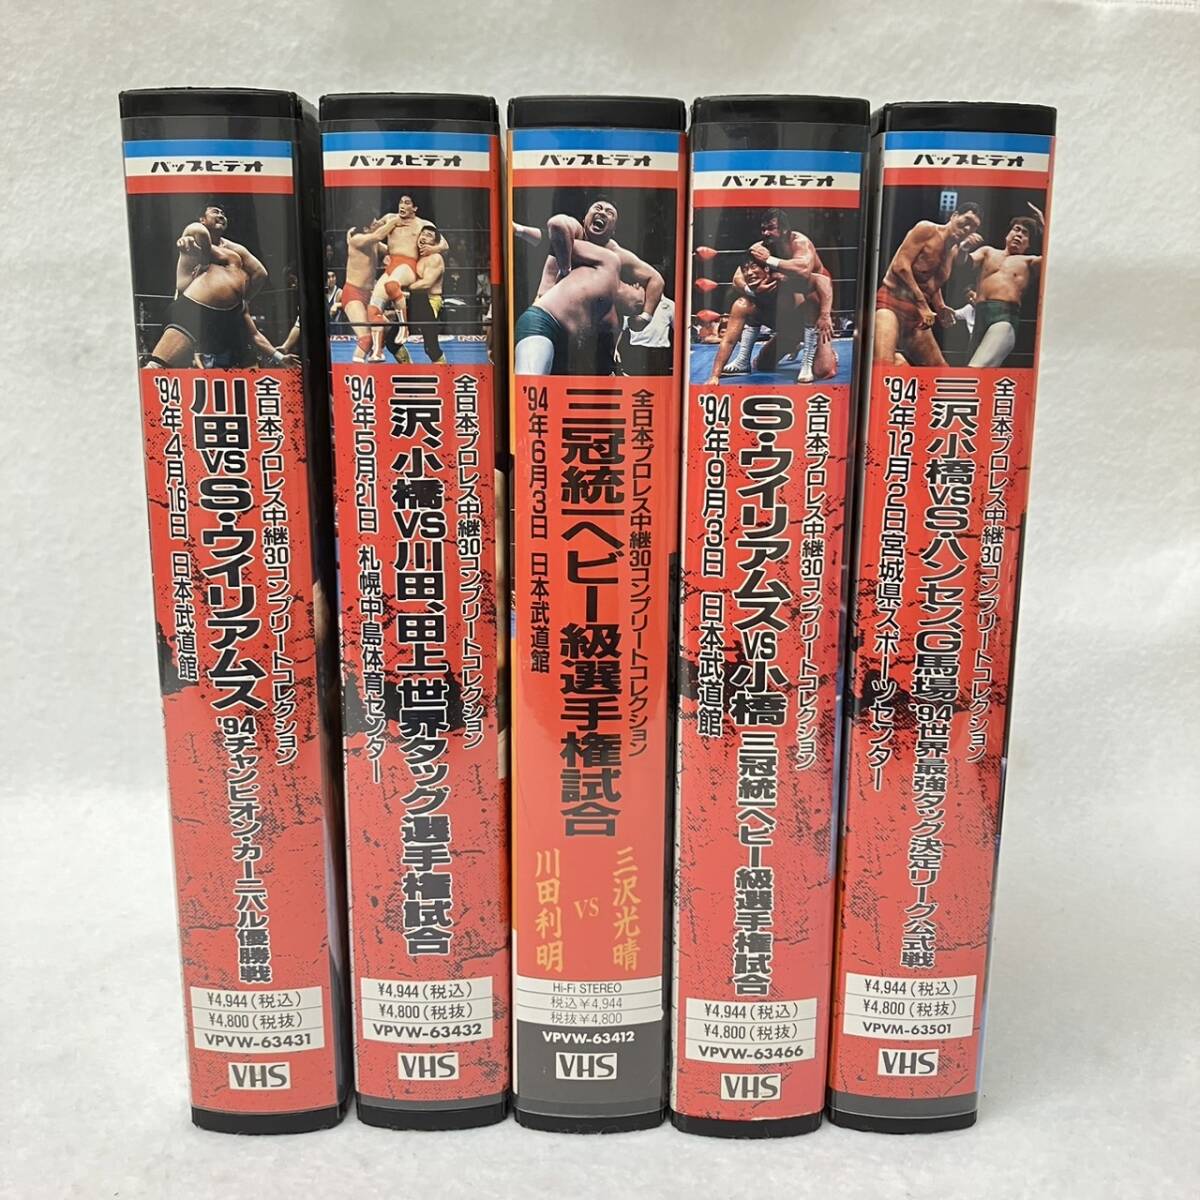 バップビデオ
全日本プロレス中継30コンプリートコレクション
川田VSS・ウイリアムス '94チャンピオン・カーニバル優勝戦
'94年4月16日 日本武道館
¥4,944(税込)
¥4,800(税抜)
VPVW-63431
VHS
バップビデオ
全日本プロレス中継30コンプリートコレクション
三沢、小橋VS川田、田上 世界タッグ選手権試合
'94年5月21日 札幌中島体育センター
¥4,944(税込)
¥4,800(税抜)
VPVW-63432
VHS
バップビデオ
全日本プロレス中継30コンプリートコレクション
三冠統一ヘビー級選手権試合
'94年6月3日 日本武道館
三沢光晴
VS
川田利明
Hi-Fi STEREO
税込¥4,944
税抜¥4,800
VPVW-63412
VHS
バップビデオ
全日本プロレス中継30コンプリートコレクション
S・ウイリアムスVS小橋 三冠統一ヘビー級選手権試合
'94年9月3日 日本武道館
¥4,944(税込)
¥4,800(税抜)
VPVW-63466
VHS
バップビデオ
全日本プロレス中継30コンプリートコレクション
三沢、小橋VSS・ハンセン、G馬場 '94世界最強タッグ決定リーグ公式戦
'94年12月2日 宮城県スポーツセンター
¥4,944(税込)
¥4,800(税抜)
VPVM-63501
VHS